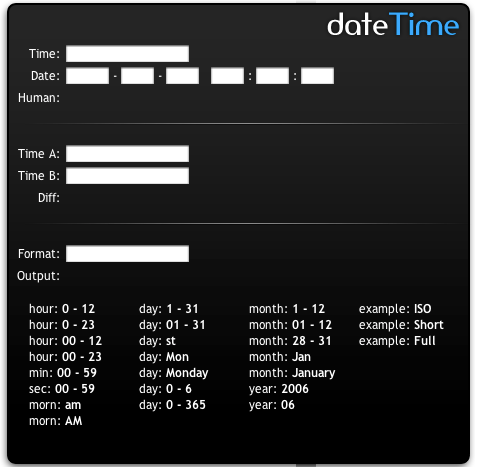 dateTime
Time:
Date: - - : :
Human:
Time A:
Time B:
Diff:
Format:
Output:
hour: 0 - 12 day: 1 - 31 month: 1 - 12 example: ISO
hour: 0 - 23 day: 01 - 31 month: 01 - 12 example: Short
hour: 00 - 12 day: st month: 28 - 31 example: Full
hour: 00 - 23 day: Mon month: Jan
min: 00 - 59 day: Monday month: January
sec: 00 - 59 day: 0 - 6 year: 2006
morn: am day: 0 - 365 year: 06
morn: AM